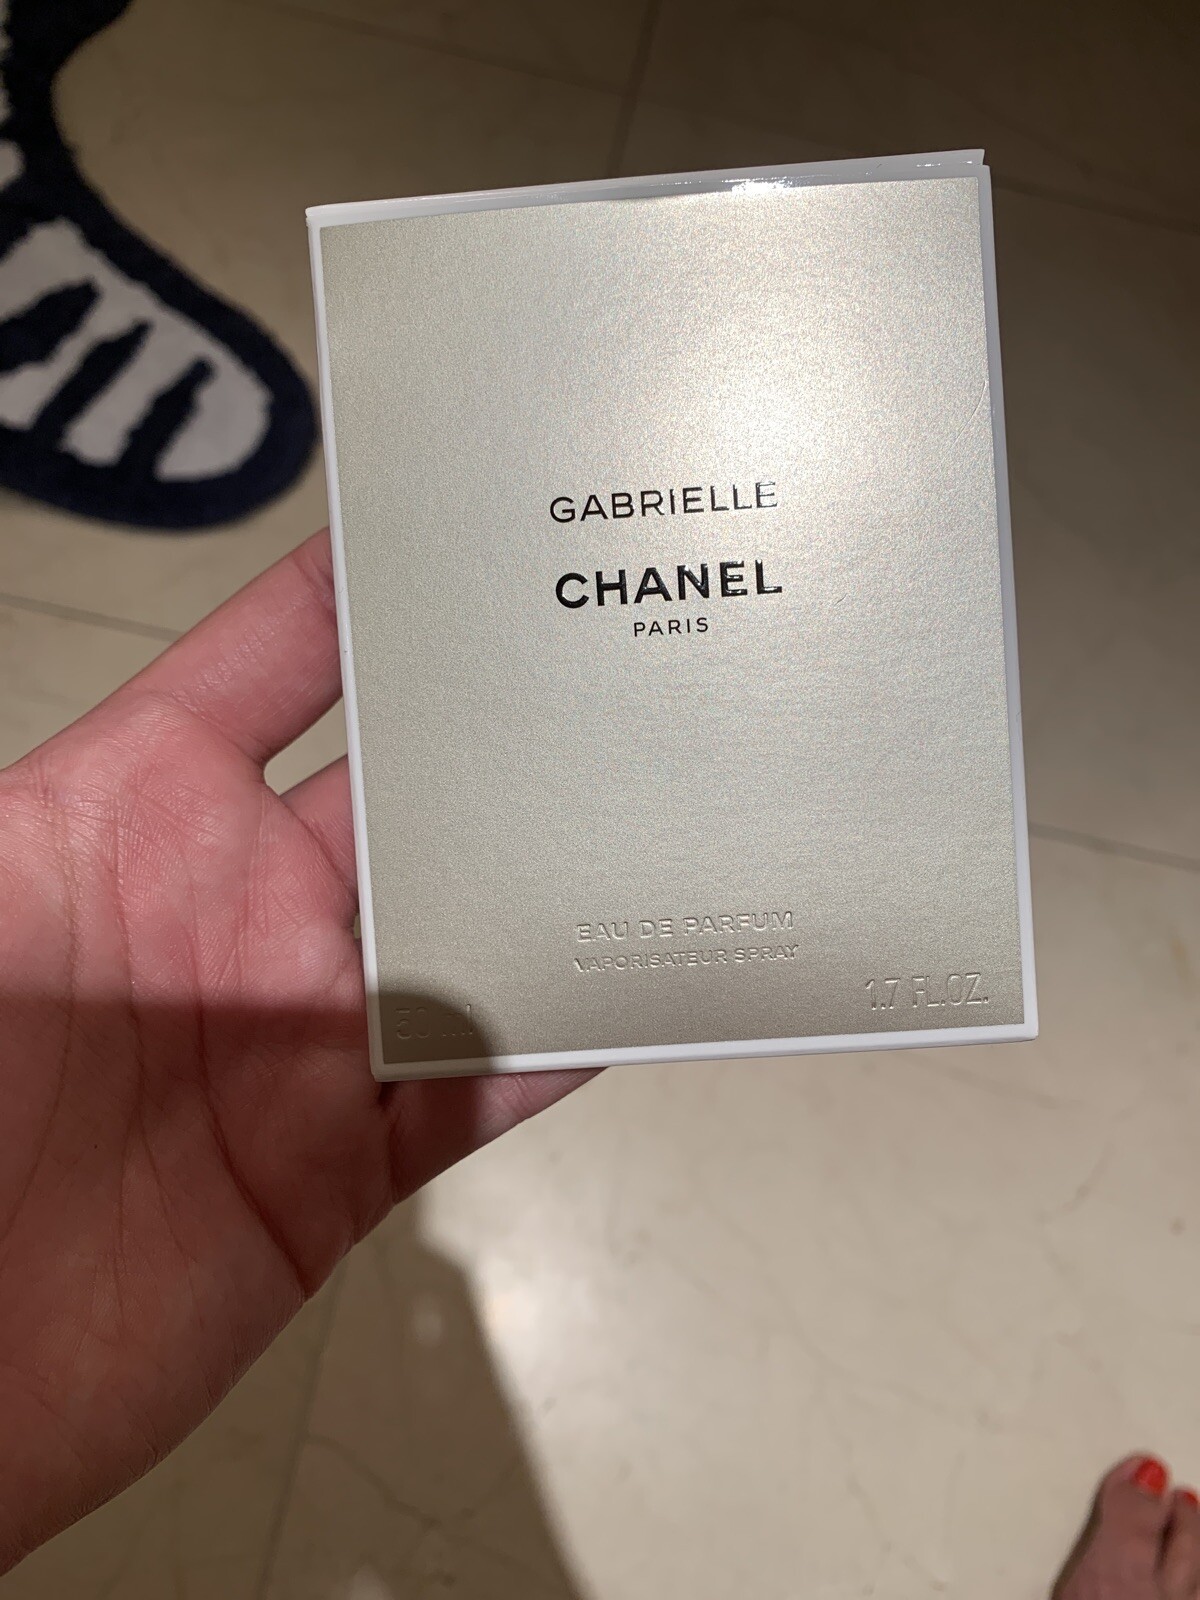 GABRIELLE
CHANEL
PARIS
EAU DE PARFUM
VAPORISATEUR SPRAY
50 ml
1.7 FL.OZ.